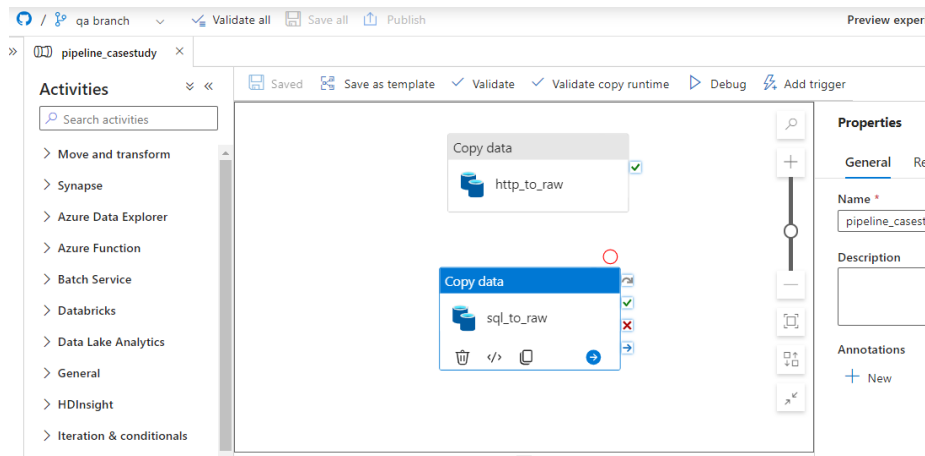 / qa branch Validate all Save all Publish Preview exper
pipeline_casestudy
Activities
Search activities
Move and transform
Synapse
Azure Data Explorer
Azure Function
Batch Service
Databricks
Data Lake Analytics
General
HDInsight
Iteration & conditionals
Saved Save as template Validate Validate copy runtime Debug Add trigger
Copy data
http_to_raw
Copy data
sql_to_raw
Properties
General Re
Name *
pipeline_casest
Description
Annotations
New